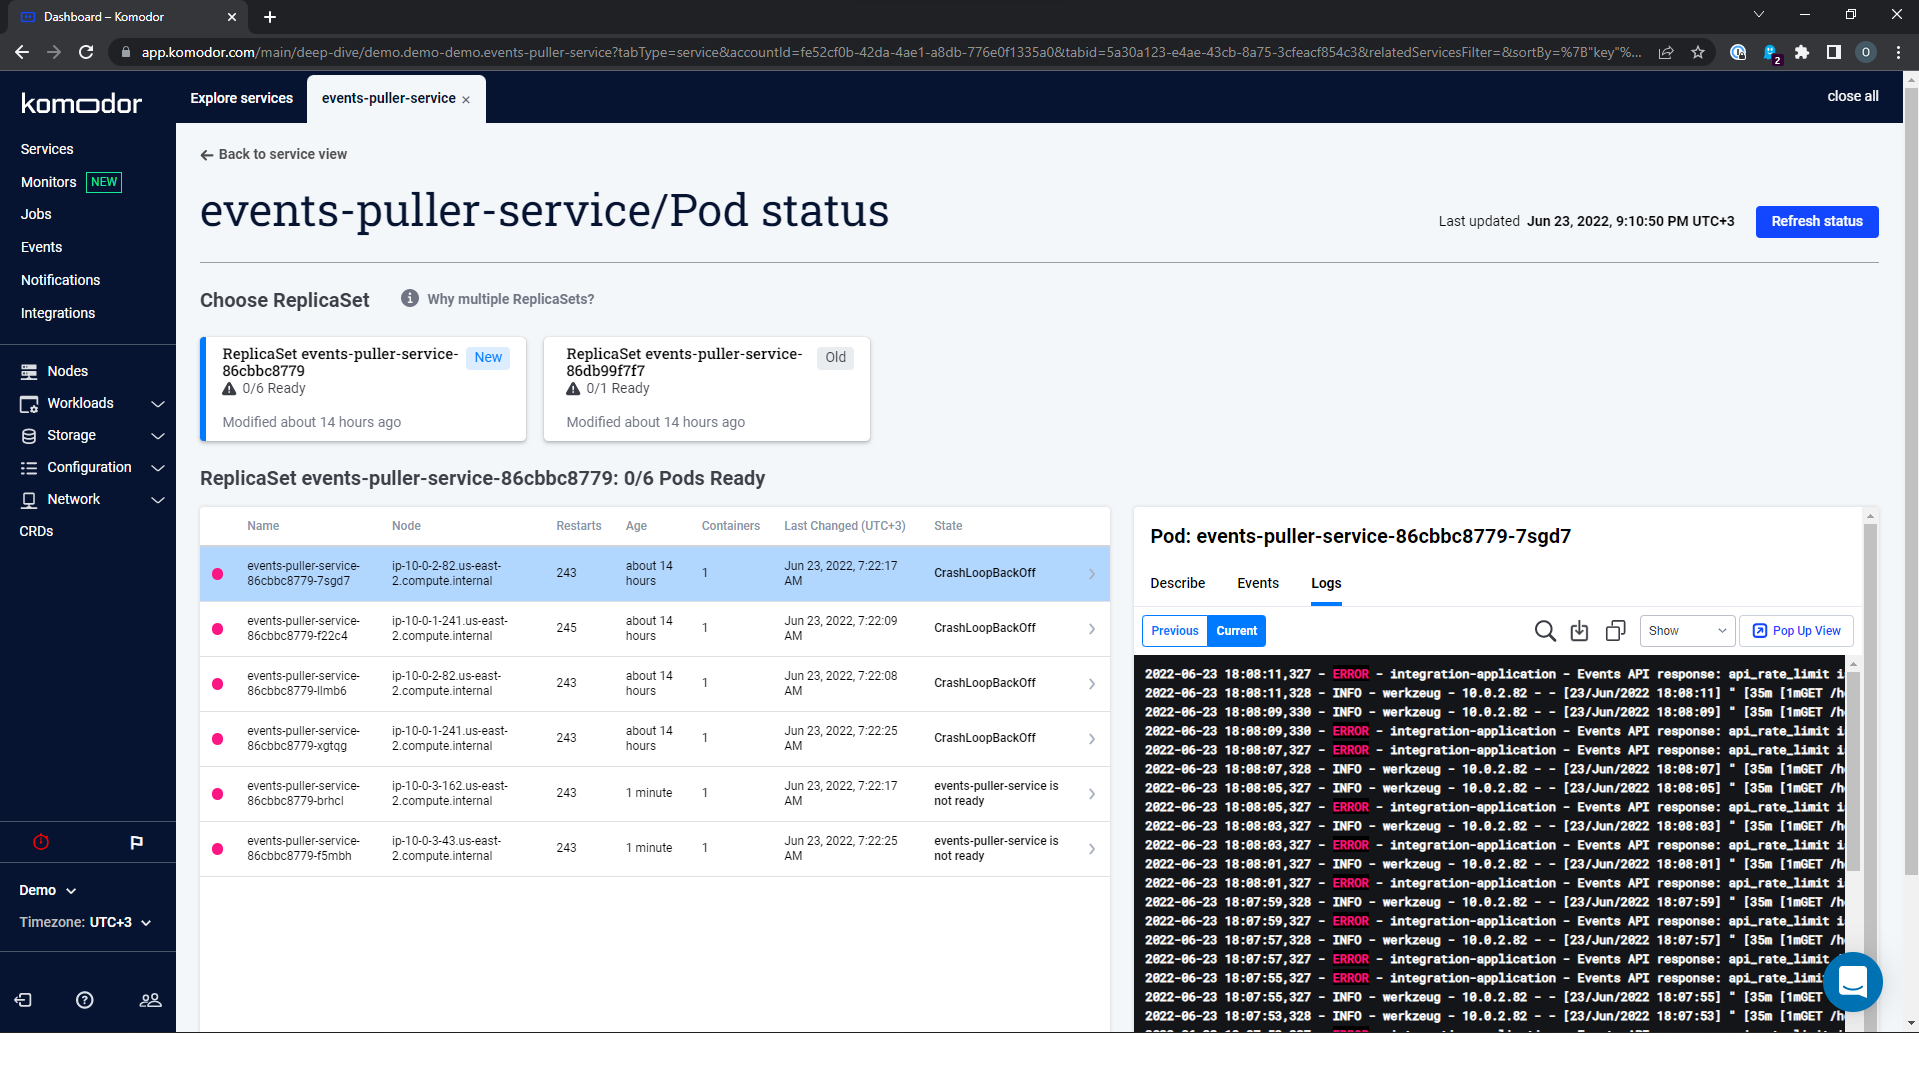 Dashboard – Komodor
app.komodor.com/main/deep-dive/demo.demo-demo.events-puller-service?tabType=service&accountId=fe52cf0b-42da-4ae1-a8db-776e0f1335a0&tabid=5a30a123-e4ae-43cb-8a75-3cfeacf854c3&relatedServicesFilter=&sortBy=%7B"key"%...
2
O
komodor
Explore services
events-puller-service
close all
Services
Monitors NEW
Jobs
Events
Notifications
Integrations
Nodes
Workloads
Storage
Configuration
Network
CRDs
Demo
Timezone: UTC+3
Back to service view
events-puller-service/Pod status
Last updated Jun 23, 2022, 9:10:50 PM UTC+3
Refresh status
Choose ReplicaSet
Why multiple ReplicaSets?
ReplicaSet events-puller-service-
86cbbc8779
New
0/6 Ready
Modified about 14 hours ago
ReplicaSet events-puller-service-
86db99f7f7
Old
0/1 Ready
Modified about 14 hours ago
ReplicaSet events-puller-service-86cbbc8779: 0/6 Pods Ready
Name Node Restarts Age Containers Last Changed (UTC+3) State
events-puller-service- ip-10-0-2-82.us-east- 243 about 14 1 Jun 23, 2022, 7:22:17 CrashLoopBackOff
86cbbc8779-7sgd7 2.compute.internal hours AM
events-puller-service- ip-10-0-1-241.us-east- 245 about 14 1 Jun 23, 2022, 7:22:09 CrashLoopBackOff
86cbbc8779-f22c4 2.compute.internal hours AM
events-puller-service- ip-10-0-2-82.us-east- 243 about 14 1 Jun 23, 2022, 7:22:08 CrashLoopBackOff
86cbbc8779-llmb6 2.compute.internal hours AM
events-puller-service- ip-10-0-1-241.us-east- 243 about 14 1 Jun 23, 2022, 7:22:25 CrashLoopBackOff
86cbbc8779-xgtqg 2.compute.internal hours AM
events-puller-service- ip-10-0-3-162.us-east- 243 1 minute 1 Jun 23, 2022, 7:22:17 events-puller-service is
86cbbc8779-brhcl 2.compute.internal AM not ready
events-puller-service- ip-10-0-3-43.us-east- 243 1 minute 1 Jun 23, 2022, 7:22:25 events-puller-service is
86cbbc8779-f5mbh 2.compute.internal AM not ready
Pod: events-puller-service-86cbbc8779-7sgd7
Describe Events Logs
Previous Current Show Pop Up View
2022-06-23 18:08:11,327 - ERROR - integration-application - Events API response: api_rate_limit i
2022-06-23 18:08:11,328 - INFO - werkzeug - 10.0.2.82 - - [23/Jun/2022 18:08:11] " [35m [1mGET /h
2022-06-23 18:08:09,330 - INFO - werkzeug - 10.0.2.82 - - [23/Jun/2022 18:08:09] " [35m [1mGET /h
2022-06-23 18:08:09,330 - ERROR - integration-application - Events API response: api_rate_limit i
2022-06-23 18:08:07,327 - ERROR - integration-application - Events API response: api_rate_limit i
2022-06-23 18:08:07,328 - INFO - werkzeug - 10.0.2.82 - - [23/Jun/2022 18:08:07] " [35m [1mGET /h
2022-06-23 18:08:05,328 - INFO - werkzeug - 10.0.2.82 - - [23/Jun/2022 18:08:05] " [35m [1mGET /h
2022-06-23 18:08:05,327 - ERROR - integration-application - Events API response: api_rate_limit i
2022-06-23 18:08:03,328 - INFO - werkzeug - 10.0.2.82 - - [23/Jun/2022 18:08:03] " [35m [1mGET /h
2022-06-23 18:08:03,327 - ERROR - integration-application - Events API response: api_rate_limit i
2022-06-23 18:08:01,327 - INFO - werkzeug - 10.0.2.82 - - [23/Jun/2022 18:08:01] " [35m [1mGET /h
2022-06-23 18:08:01,327 - ERROR - integration-application - Events API response: api_rate_limit i
2022-06-23 18:07:59,328 - INFO - werkzeug - 10.0.2.82 - - [23/Jun/2022 18:07:59] " [35m [1mGET /h
2022-06-23 18:07:59,327 - ERROR - integration-application - Events API response: api_rate_limit i
2022-06-23 18:07:57,328 - INFO - werkzeug - 10.0.2.82 - - [23/Jun/2022 18:07:57] " [35m [1mGET /h
2022-06-23 18:07:57,327 - ERROR - integration-application - Events API response: api_rate_limit i
2022-06-23 18:07:55,327 - ERROR - integration-application - Events API response: api_rate_limi
2022-06-23 18:07:55,327 - INFO - werkzeug - 10.0.2.82 - - [23/Jun/2022 18:07:55] " [35m [1mGET
2022-06-23 18:07:53,328 - INFO - werkzeug - 10.0.2.82 - - [23/Jun/2022 18:07:53] " [35m [1mGET /h